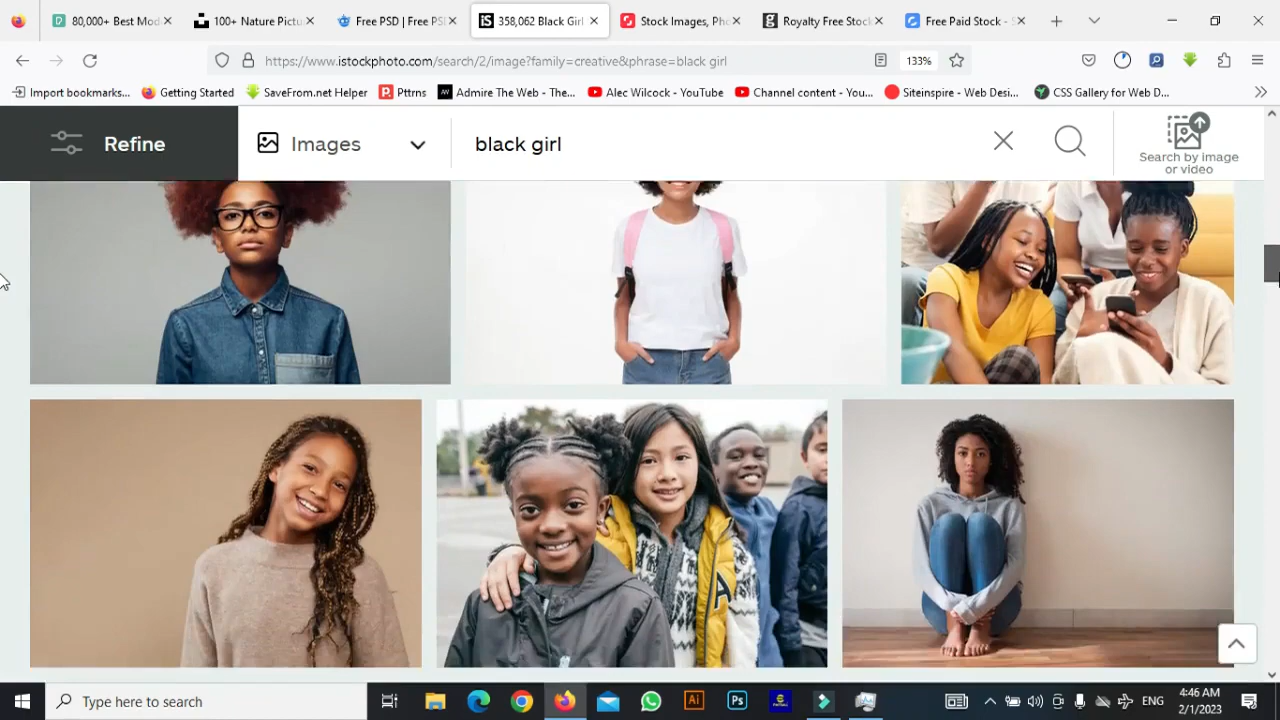 80,000+ Best Mod
100+ Nature Pictu
Free PSD | Free PS
iS 358,062 Black Girl
Stock Images, Pho
Royalty Free Stock
Free Paid Stock - S
https://www.istockphoto.com/search/2/image?family=creative&phrase=black girl
133%
Import bookmarks...
Getting Started
SaveFrom.net Helper
Pttrns
Admire The Web - The...
Alec Wilcock - YouTube
Channel content - You...
Siteinspire - Web Desi...
CSS Gallery for Web D...
Refine
Images
black girl
Search by image
or video
A
Type here to search
Ai
Ps
ENG
4:46 AM
2/1/2023